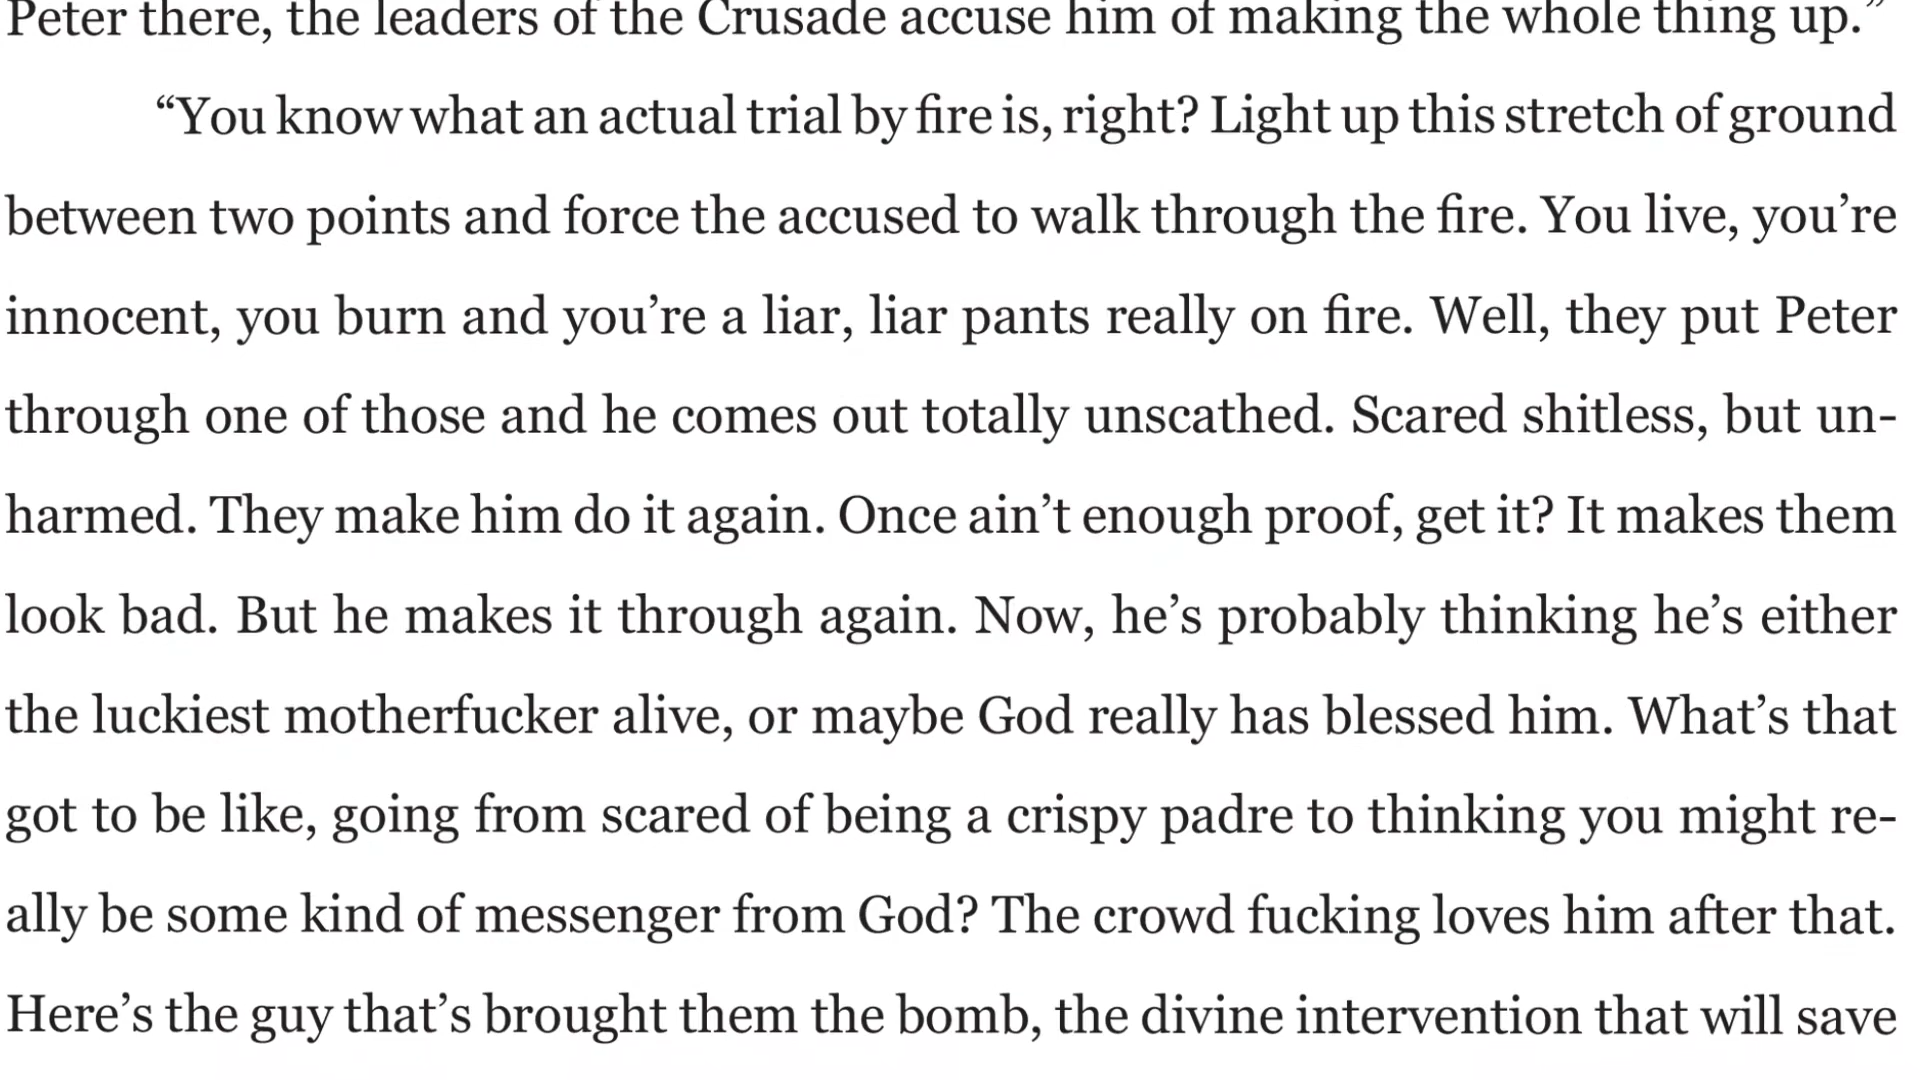 Peter there, the leaders of the Crusade accuse him of making the whole thing up.”
“You know what an actual trial by fire is, right? Light up this stretch of ground
between two points and force the accused to walk through the fire. You live, you’re
innocent, you burn and you’re a liar, liar pants really on fire. Well, they put Peter
through one of those and he comes out totally unscathed. Scared shitless, but un-
harmed. They make him do it again. Once ain’t enough proof, get it? It makes them
look bad. But he makes it through again. Now, he’s probably thinking he’s either
the luckiest motherfucker alive, or maybe God really has blessed him. What’s that
got to be like, going from scared of being a crispy padre to thinking you might re-
ally be some kind of messenger from God? The crowd fucking loves him after that.
Here’s the guy that’s brought them the bomb, the divine intervention that will save